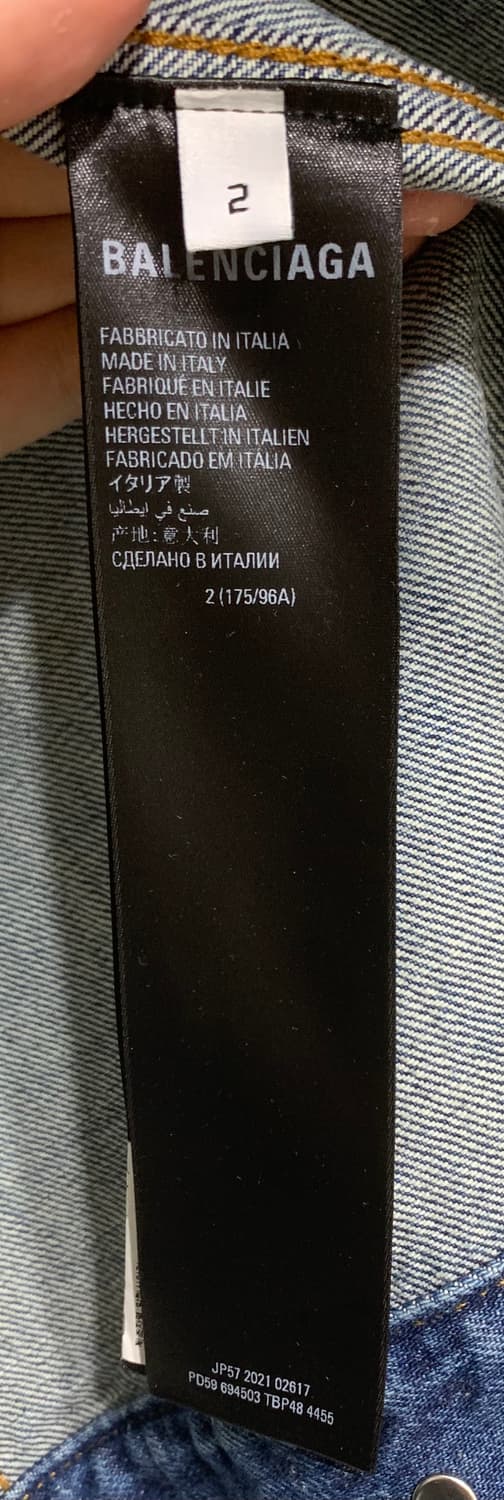 2
BALENCIAGA
FABBRICATO IN ITALIA
MADE IN ITALY
FABRIQUÉ EN ITALIE
HECHO EN ITALIA
HERGESTELLT IN ITALIEN
FABRICADO EM ITÁLIA
イタリア製
صنع في ايطاليا
产地: 意大利
СДЕЛАНО В ИТАЛИИ
2 (175/96A)
JP57 2021 02617
PD59 694503 TBP48 4455